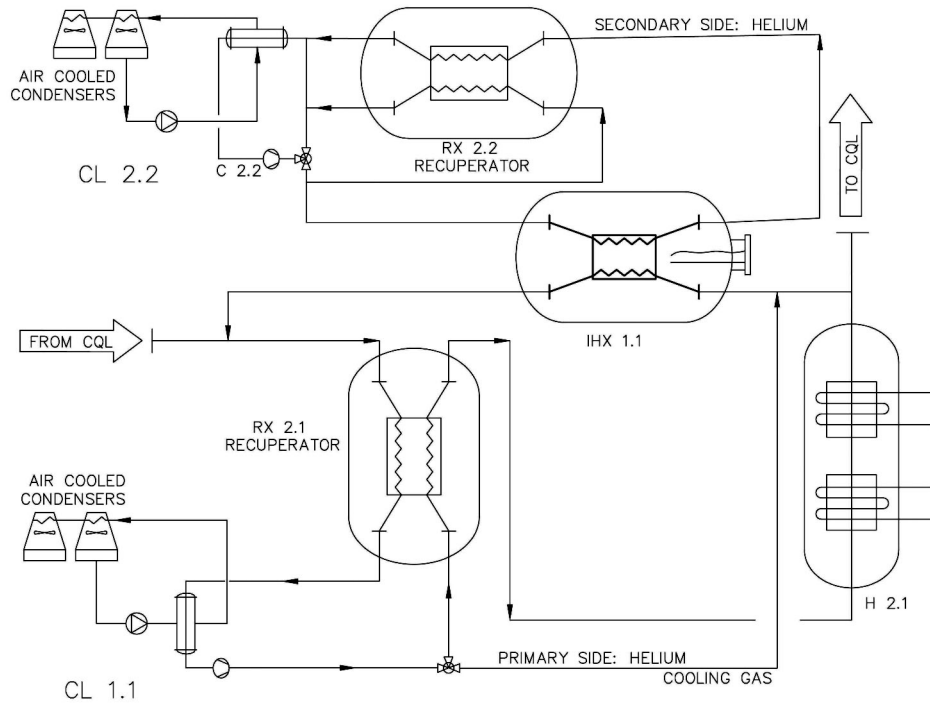 SECONDARY SIDE: HELIUM
AIR COOLED
CONDENSERS
TO CQL
RX 2.2
RECUPERATOR
C 2.2
CL 2.2
FROM CQL
IHX 1.1
RX 2.1
RECUPERATOR
AIR COOLED
CONDENSERS
H 2.1
PRIMARY SIDE: HELIUM
COOLING GAS
CL 1.1